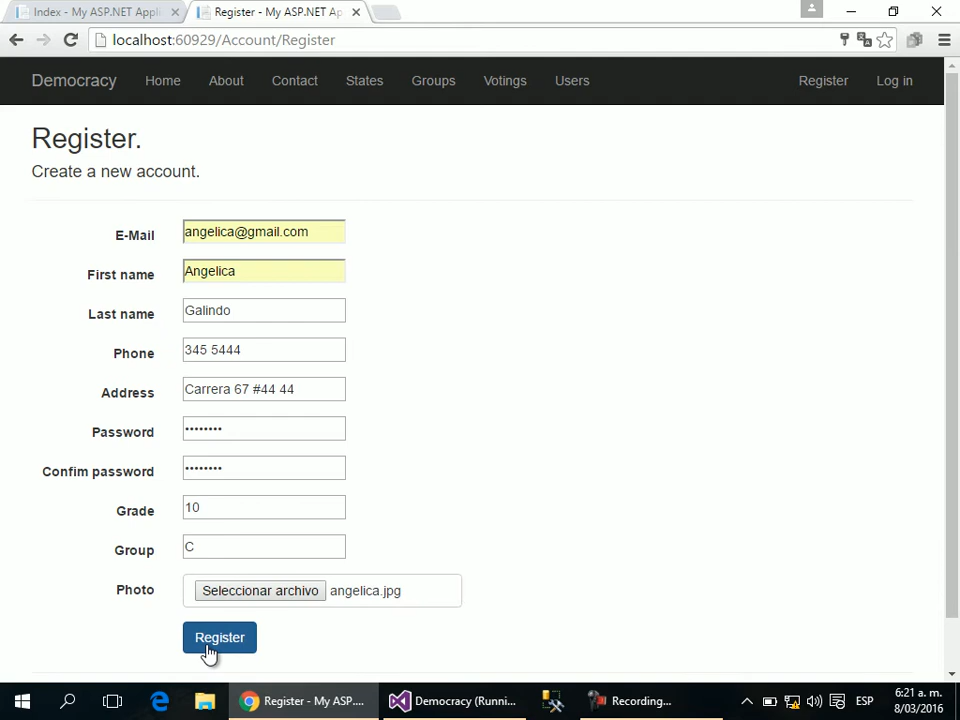 Index - My ASP.NET Appli
Register - My ASP.NET Ap
localhost:60929/Account/Register
Democracy Home About Contact States Groups Votings Users Register Log in
Register.
Create a new account.
E-Mail angelica@gmail.com
First name Angelica
Last name Galindo
Phone 345 5444
Address Carrera 67 #44 44
Password ••••••••
Confim password ••••••••
Grade 10
Group C
Photo Seleccionar archivo angelica.jpg
Register
Register - My ASP....
Democracy (Runni...
Recording...
ESP
6:21 a. m.
8/03/2016